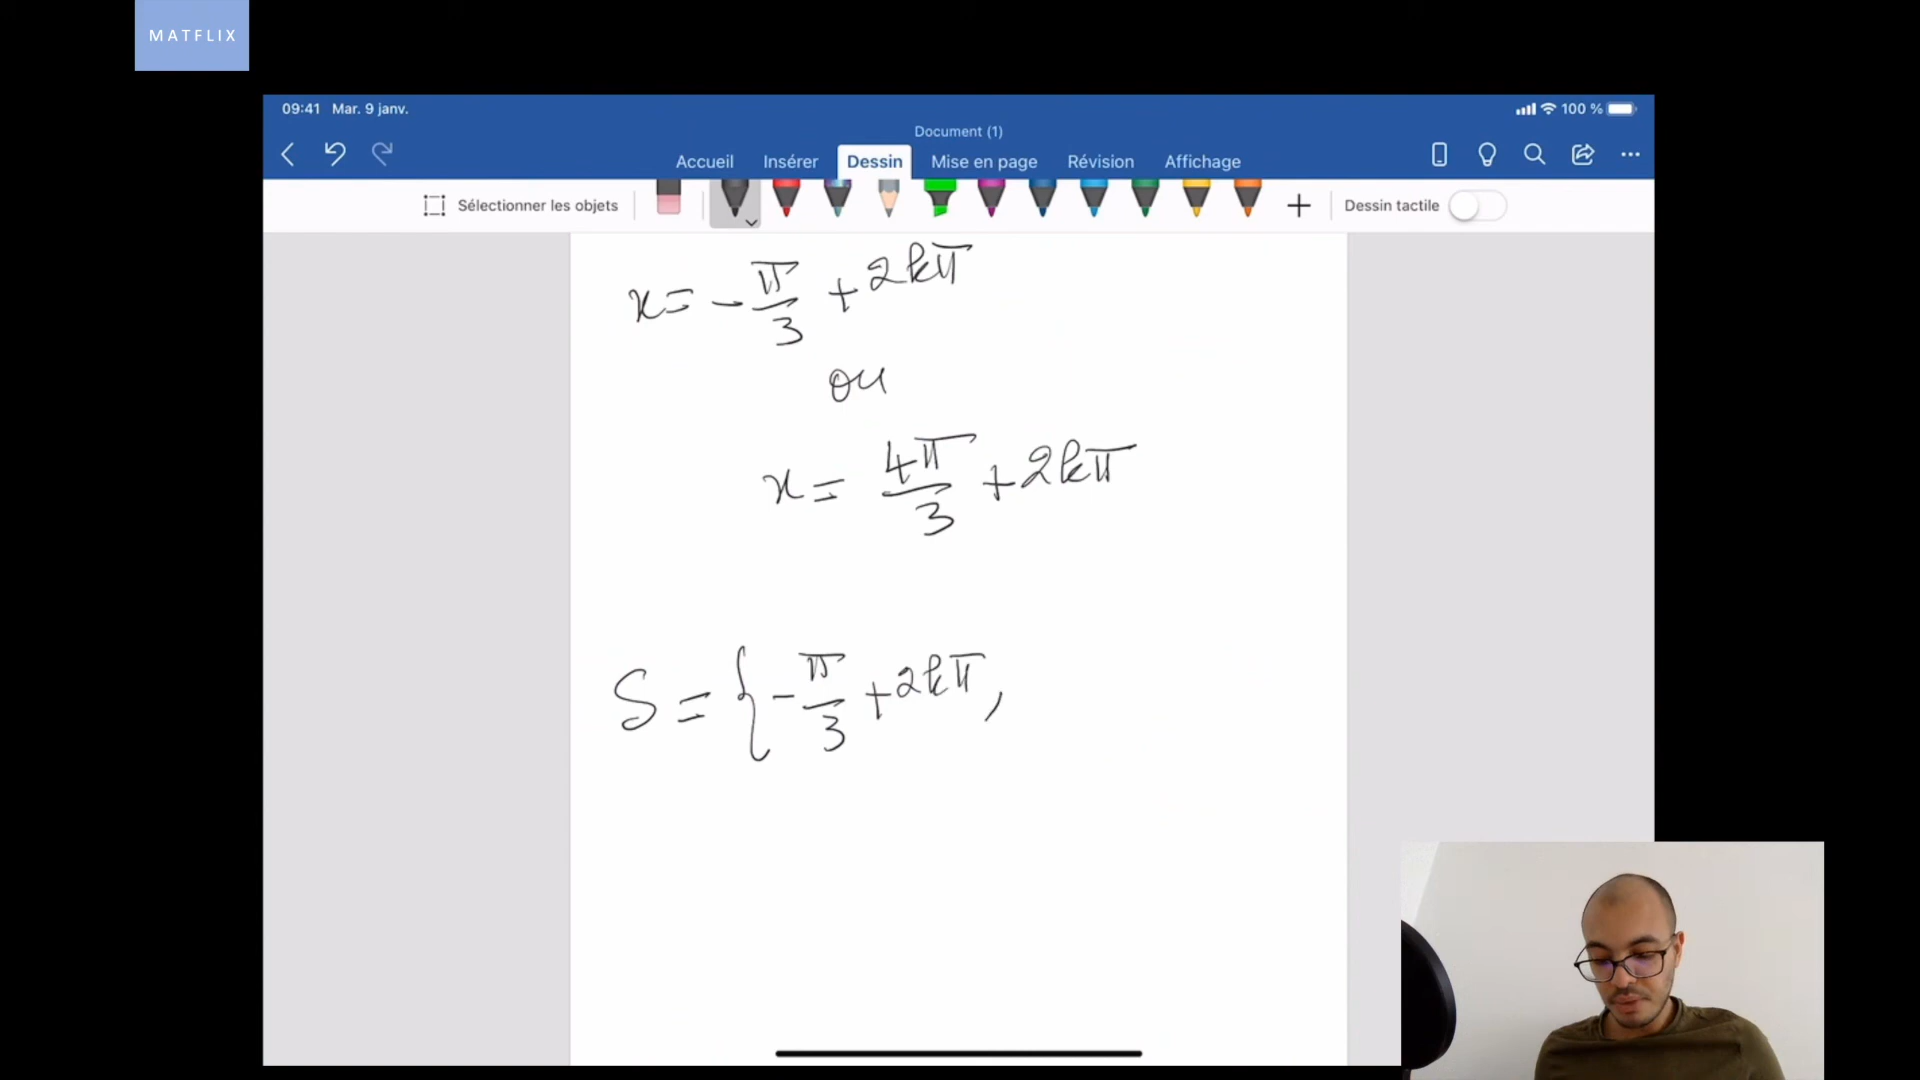 MATFLIX
09:41 Mar. 9 janv.
100 %
Document (1)
Accueil Insérer Dessin Mise en page Révision Affichage
Sélectionner les objets
Dessin tactile
x = -π/3 + 2kπ
ou
x = 4π/3 + 2kπ
S = { -π/3 + 2kπ,